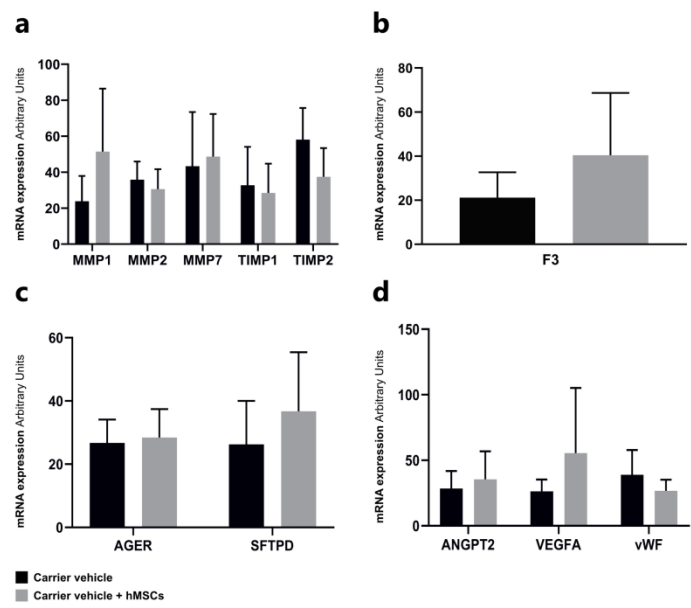 a
mRNA expression Arbitrary Units
100
80
60
40
20
0
MMP1 MMP2 MMP7 TIMP1 TIMP2
b
mRNA expression Arbitrary Units
80
60
40
20
0
F3
c
mRNA expression Arbitrary Units
60
40
20
0
AGER SFTPD
d
mRNA expression Arbitrary Units
150
100
50
0
ANGPT2 VEGFA vWF
Carrier vehicle
Carrier vehicle + hMSCs